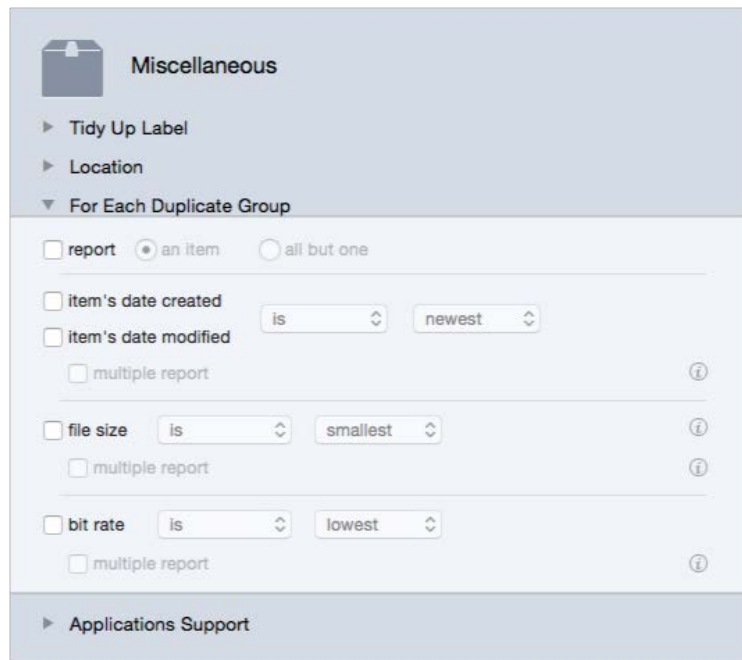 Miscellaneous
Tidy Up Label
Location
For Each Duplicate Group
report an item all but one
item's date created
is newest
item's date modified
multiple report
file size is smallest
multiple report
bit rate is lowest
multiple report
Applications Support